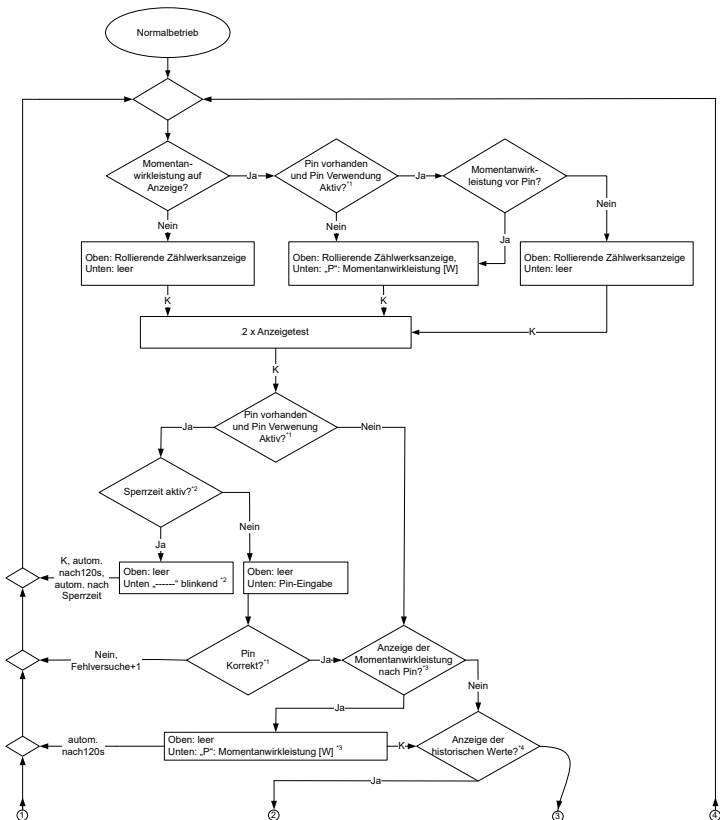 Normalbetrieb
Momentan-
wirkleistung auf
Anzeige?
Ja
Pin vorhanden
und Pin Verwendung
Aktiv?*1
Ja
Momentanwirk-
leistung vor Pin?
Nein
Nein
Ja
Nein
Oben: Rollierende Zählwerksanzeige
Unten: leer
Oben: Rollierende Zählwerksanzeige,
Unten: „P“: Momentanwirkleistung [W]
Oben: Rollierende Zählwerksanzeige
Unten: leer
K
K
K
2 x Anzeigetest
K
Pin vorhanden
und Pin Verwenung
Aktiv?*1
Ja
Nein
Sperrzeit aktiv?*2
Nein
Ja
K, autom.
nach120s,
autom. nach
Sperrzeit
Oben: leer
Unten „------“ blinkend *2
Oben: leer
Unten: Pin-Eingabe
Nein,
Fehlversuche+1
Pin
Korrekt?*1
Ja
Anzeige der
Momentanwirkleistung
nach Pin?*3
Nein
Ja
autom.
nach120s
Oben: leer
Unten: „P“: Momentanwirkleistung [W] *3
K
Anzeige der
historischen Werte?*4
Ja
1
2
3
4